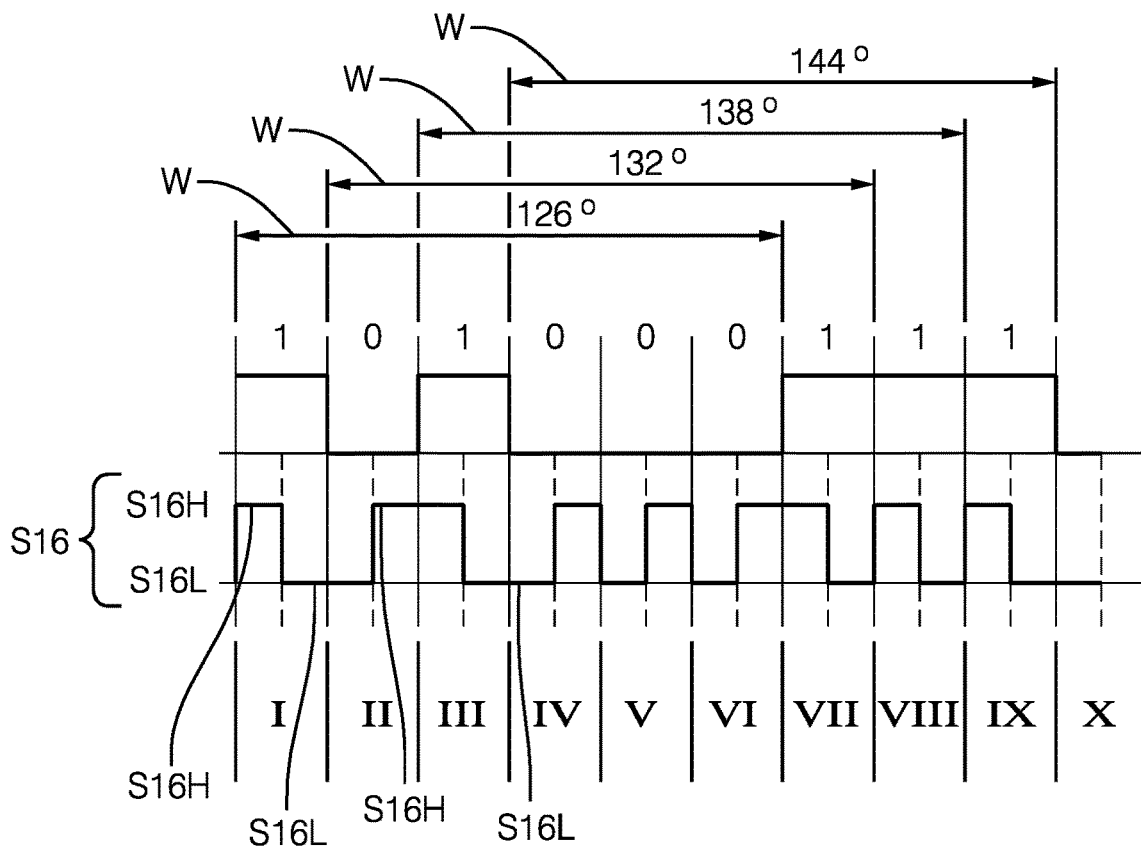 W 144°
W 138°
W 132°
W 126°
1 0 1 0 0 0 1 1 1
S16H
S16
S16L
I II III IV V VI VII VIII IX X
S16H S16H
S16L S16L